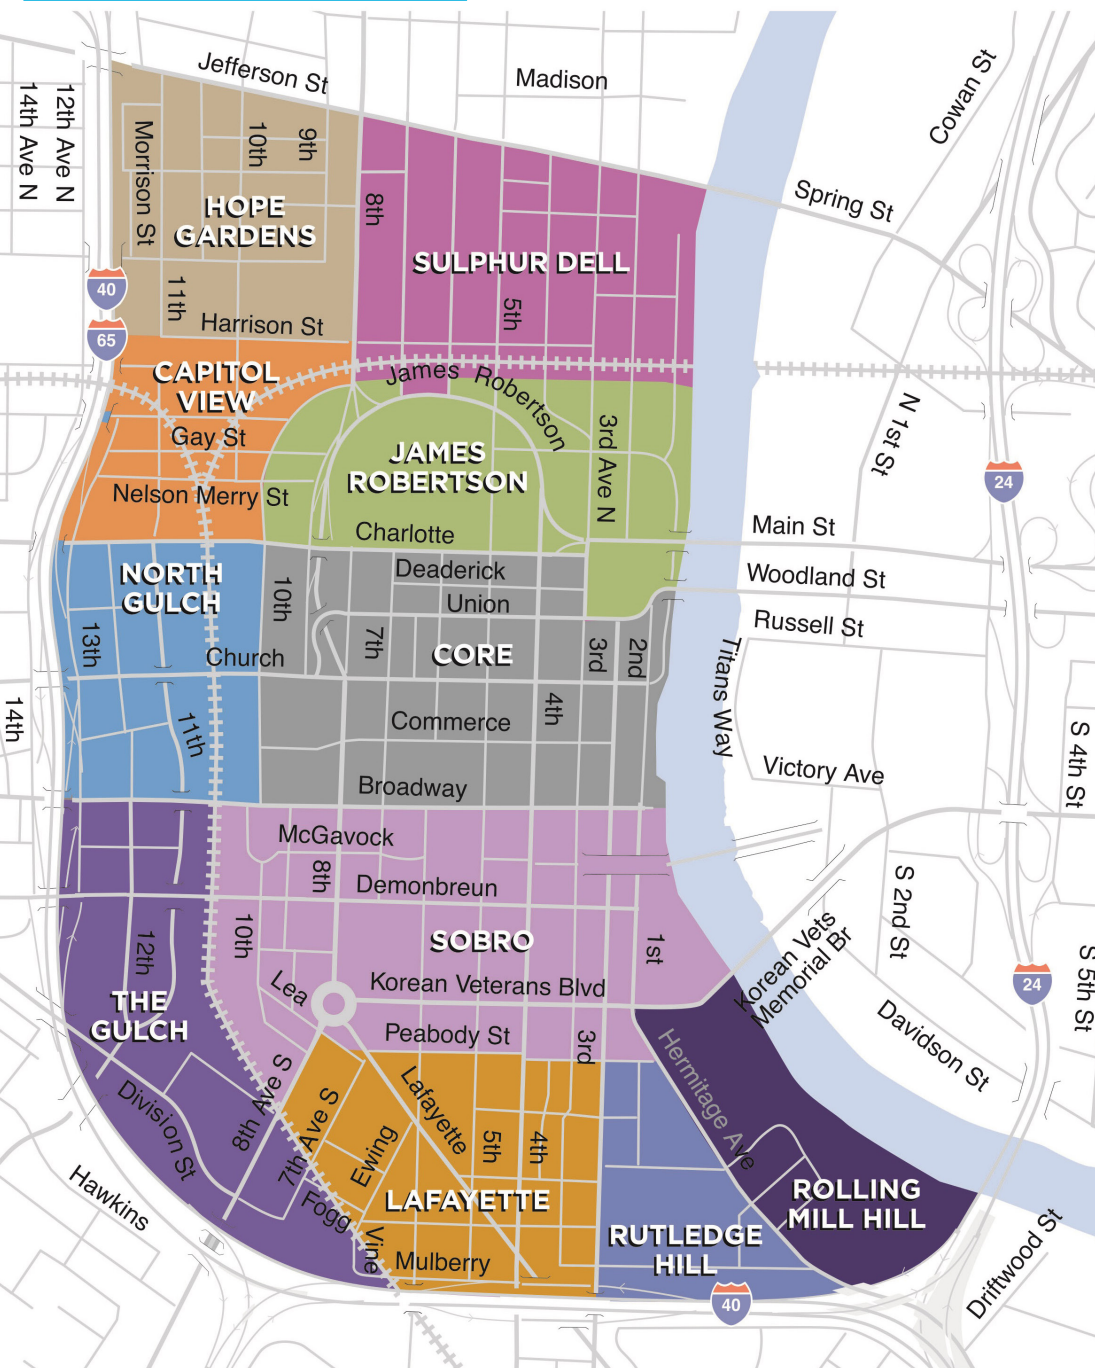 Jefferson St
Madison
Cowan St
14th Ave N
12th Ave N
Morrison St
10th
9th
8th
Spring St
HOPE
GARDENS
SULPHUR DELL
40
11th
5th
Harrison St
65
CAPITOL
VIEW
James Robertson
Gay St
3rd Ave N
N 1st St
JAMES
ROBERTSON
24
Nelson Merry St
Charlotte
Main St
NORTH
GULCH
10th
Deaderick
Woodland St
Union
Russell St
13th
7th
CORE
3rd
2nd
Church
Titans Way
14th
11th
4th
Commerce
S 4th St
Victory Ave
Broadway
McGavock
8th
Demonbreun
S 2nd St
10th
12th
SOBRO
1st
Korean Vets
Memorial Br
S 5th St
Lea
Korean Veterans Blvd
24
THE
GULCH
Peabody St
3rd
Davidson St
Hermitage Ave
Division St
8th Ave S
7th Ave S
Lafayette
Ewing
5th
4th
Hawkins
Fogg
LAFAYETTE
ROLLING
MILL HILL
Vine
RUTLEDGE
HILL
Mulberry
Driftwood St
40